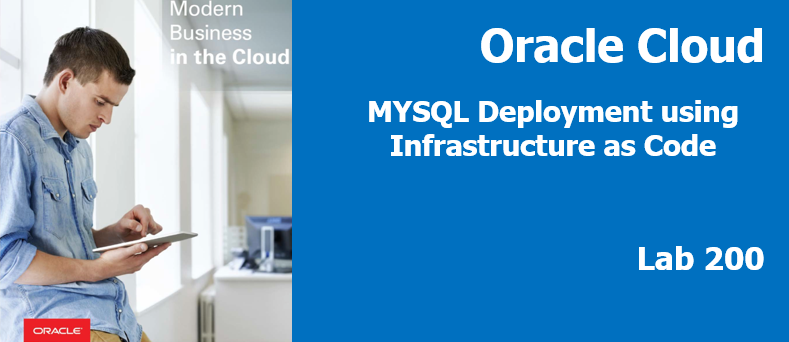 Modern
Business
in the Cloud
ORACLE
Oracle Cloud
MYSQL Deployment using
Infrastructure as Code
Lab 200